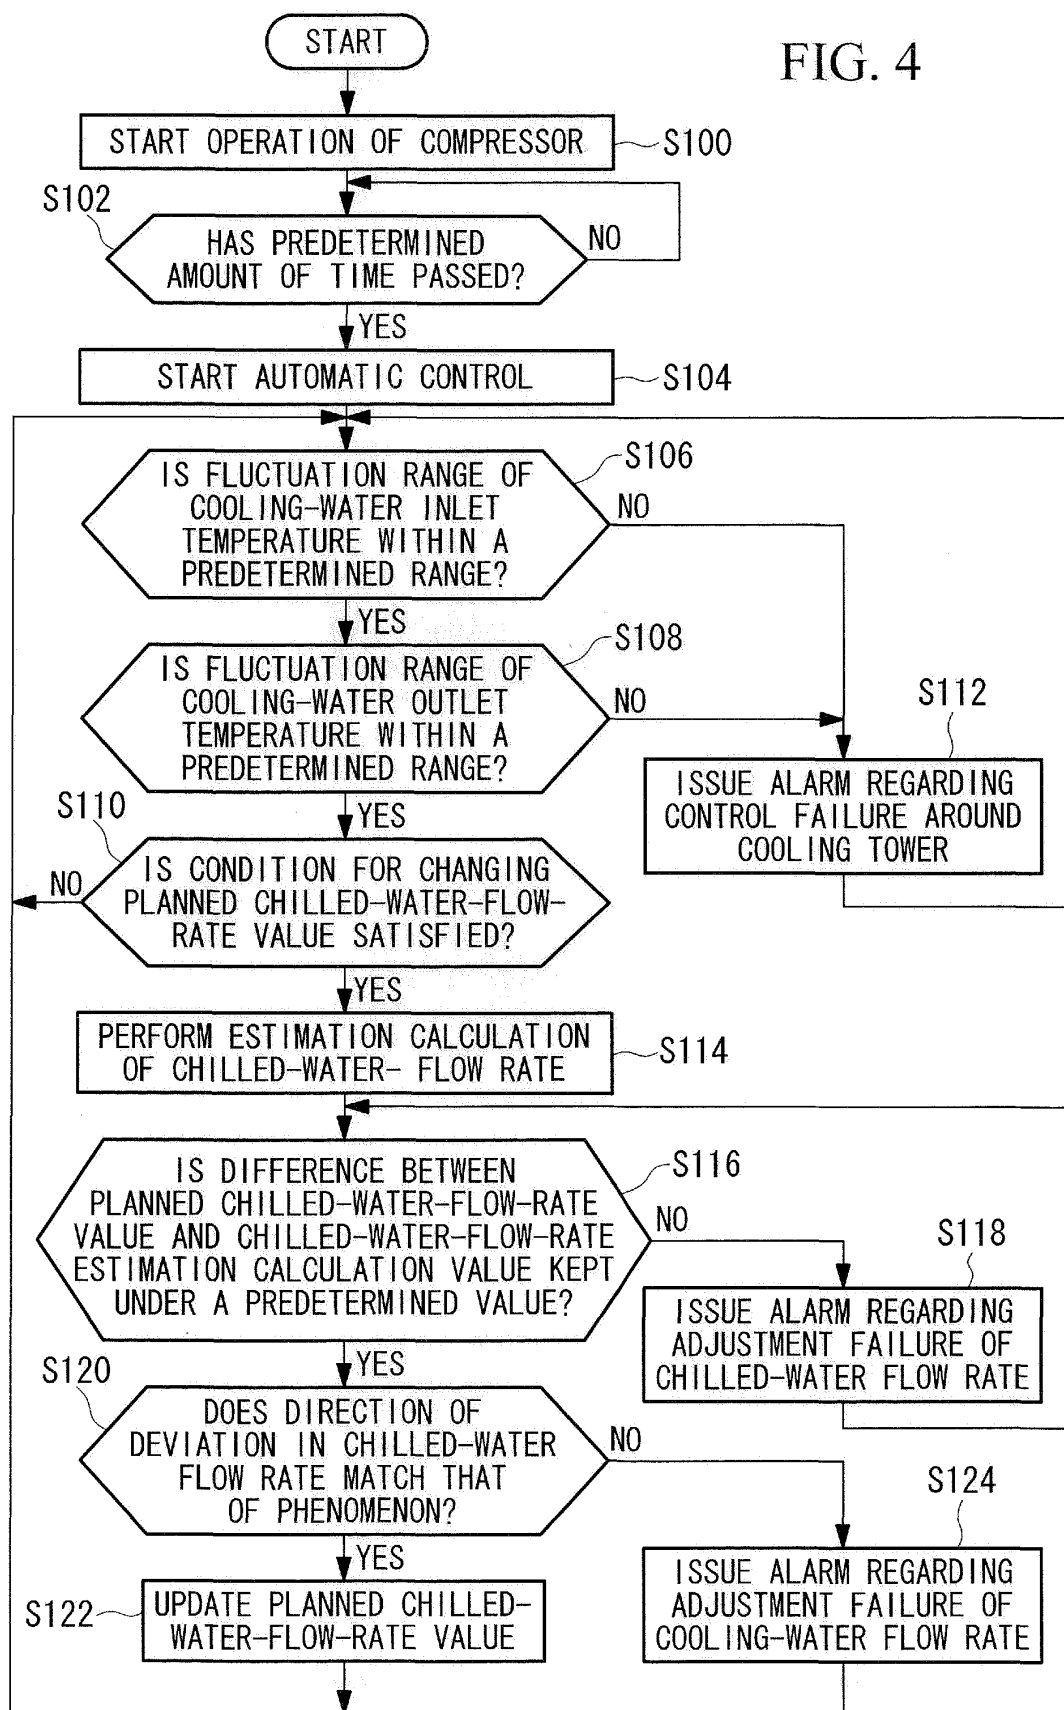 START
FIG. 4
START OPERATION OF COMPRESSOR
S100
S102
HAS PREDETERMINED
AMOUNT OF TIME PASSED?
NO
YES
START AUTOMATIC CONTROL
S104
IS FLUCTUATION RANGE OF
COOLING-WATER INLET
TEMPERATURE WITHIN A
PREDETERMINED RANGE?
S106
NO
YES
IS FLUCTUATION RANGE OF
COOLING-WATER OUTLET
TEMPERATURE WITHIN A
PREDETERMINED RANGE?
S108
NO
YES
S112
ISSUE ALARM REGARDING
CONTROL FAILURE AROUND
COOLING TOWER
S110
NO
IS CONDITION FOR CHANGING
PLANNED CHILLED-WATER-FLOW-
RATE VALUE SATISFIED?
YES
PERFORM ESTIMATION CALCULATION
OF CHILLED-WATER- FLOW RATE
S114
IS DIFFERENCE BETWEEN
PLANNED CHILLED-WATER-FLOW-RATE
VALUE AND CHILLED-WATER-FLOW-RATE
ESTIMATION CALCULATION VALUE KEPT
UNDER A PREDETERMINED VALUE?
S116
NO
YES
S118
ISSUE ALARM REGARDING
ADJUSTMENT FAILURE OF
CHILLED-WATER FLOW RATE
S120
DOES DIRECTION OF
DEVIATION IN CHILLED-WATER
FLOW RATE MATCH THAT
OF PHENOMENON?
NO
YES
S124
ISSUE ALARM REGARDING
ADJUSTMENT FAILURE OF
COOLING-WATER FLOW RATE
S122
UPDATE PLANNED CHILLED-
WATER-FLOW-RATE VALUE